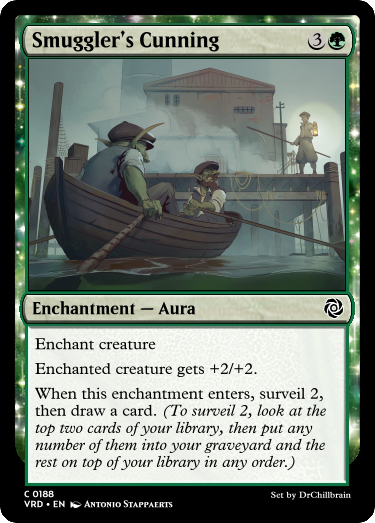 Smuggler's Cunning 3
Enchantment — Aura
Enchant creature
Enchanted creature gets +2/+2.
When this enchantment enters, surveil 2,
then draw a card. (To surveil 2, look at the
top two cards of your library, then put any
number of them into your graveyard and the
rest on top of your library in any order.)
C 0188
VRD • EN Antonio Stappaerts
Set by DrChillbrain